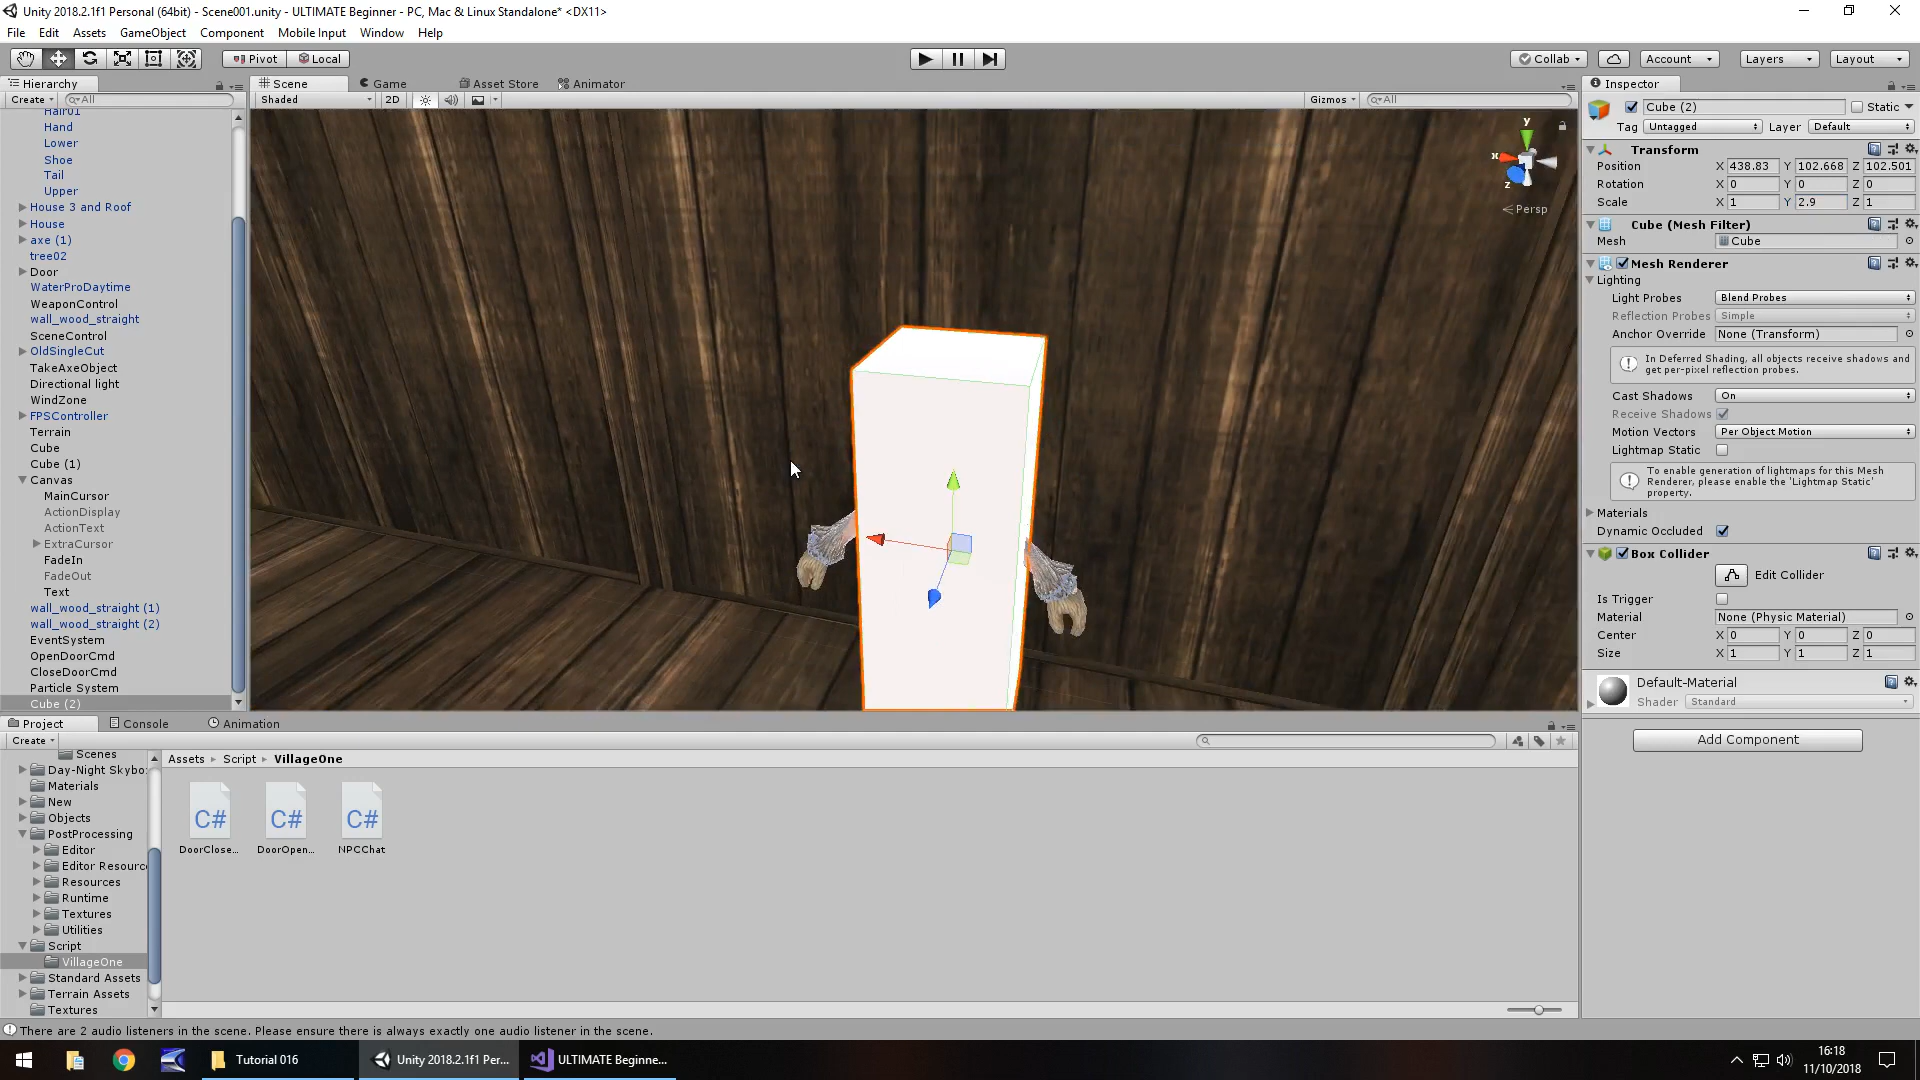 Unity 2018.2.1f1 Personal (64bit) - Scene001.unity - ULTIMATE Beginner - PC, Mac & Linux Standalone* <DX11>
File Edit Assets GameObject Component Mobile Input Window Help
Pivot Local Collab Account Layers Layout
Hierarchy Scene Game Asset Store Animator Inspector
Create All Shaded 2D Gizmos All
Cube (2) Static
Tag Untagged Layer Default
Transform
Position X 438.83 Y 102.668 Z 102.501
Rotation X 0 Y 0 Z 0
Scale X 1 Y 2.9 Z 1
Cube (Mesh Filter)
Mesh Cube
Mesh Renderer
Lighting
Light Probes Blend Probes
Reflection Probes Simple
Anchor Override None (Transform)
In Deferred Shading, all objects receive shadows and
get per-pixel reflection probes.
Cast Shadows On
Receive Shadows
Motion Vectors Per Object Motion
Lightmap Static
To enable generation of lightmaps for this Mesh
Renderer, please enable the 'Lightmap Static'
property.
Materials
Dynamic Occluded
Box Collider
Edit Collider
Is Trigger
Material None (Physic Material)
Center X 0 Y 0 Z 0
Size X 1 Y 1 Z 1
Default-Material
Shader Standard
Add Component
y
x
z
Persp
Hair01
Hand
Lower
Shoe
Tail
Upper
House 3 and Roof
House
axe (1)
tree02
Door
WaterProDaytime
WeaponControl
wall_wood_straight
SceneControl
OldSingleCut
TakeAxeObject
Directional light
WindZone
FPSController
Terrain
Cube
Cube (1)
Canvas
MainCursor
ActionDisplay
ActionText
ExtraCursor
FadeIn
FadeOut
Text
wall_wood_straight (1)
wall_wood_straight (2)
EventSystem
OpenDoorCmd
CloseDoorCmd
Particle System
Cube (2)
Project Console Animation
Create
Scenes
Day-Night Skybo
Materials
New
Objects
PostProcessing
Editor
Editor Resourc
Resources
Runtime
Textures
Utilities
Script
VillageOne
Standard Assets
Terrain Assets
Textures
Assets Script VillageOne
C# C# C#
DoorClose... DoorOpen... NPCChat
There are 2 audio listeners in the scene. Please ensure there is always exactly one audio listener in the scene.
Tutorial 016 Unity 2018.2.1f1 Per... ULTIMATE Beginne...
16:18
11/10/2018